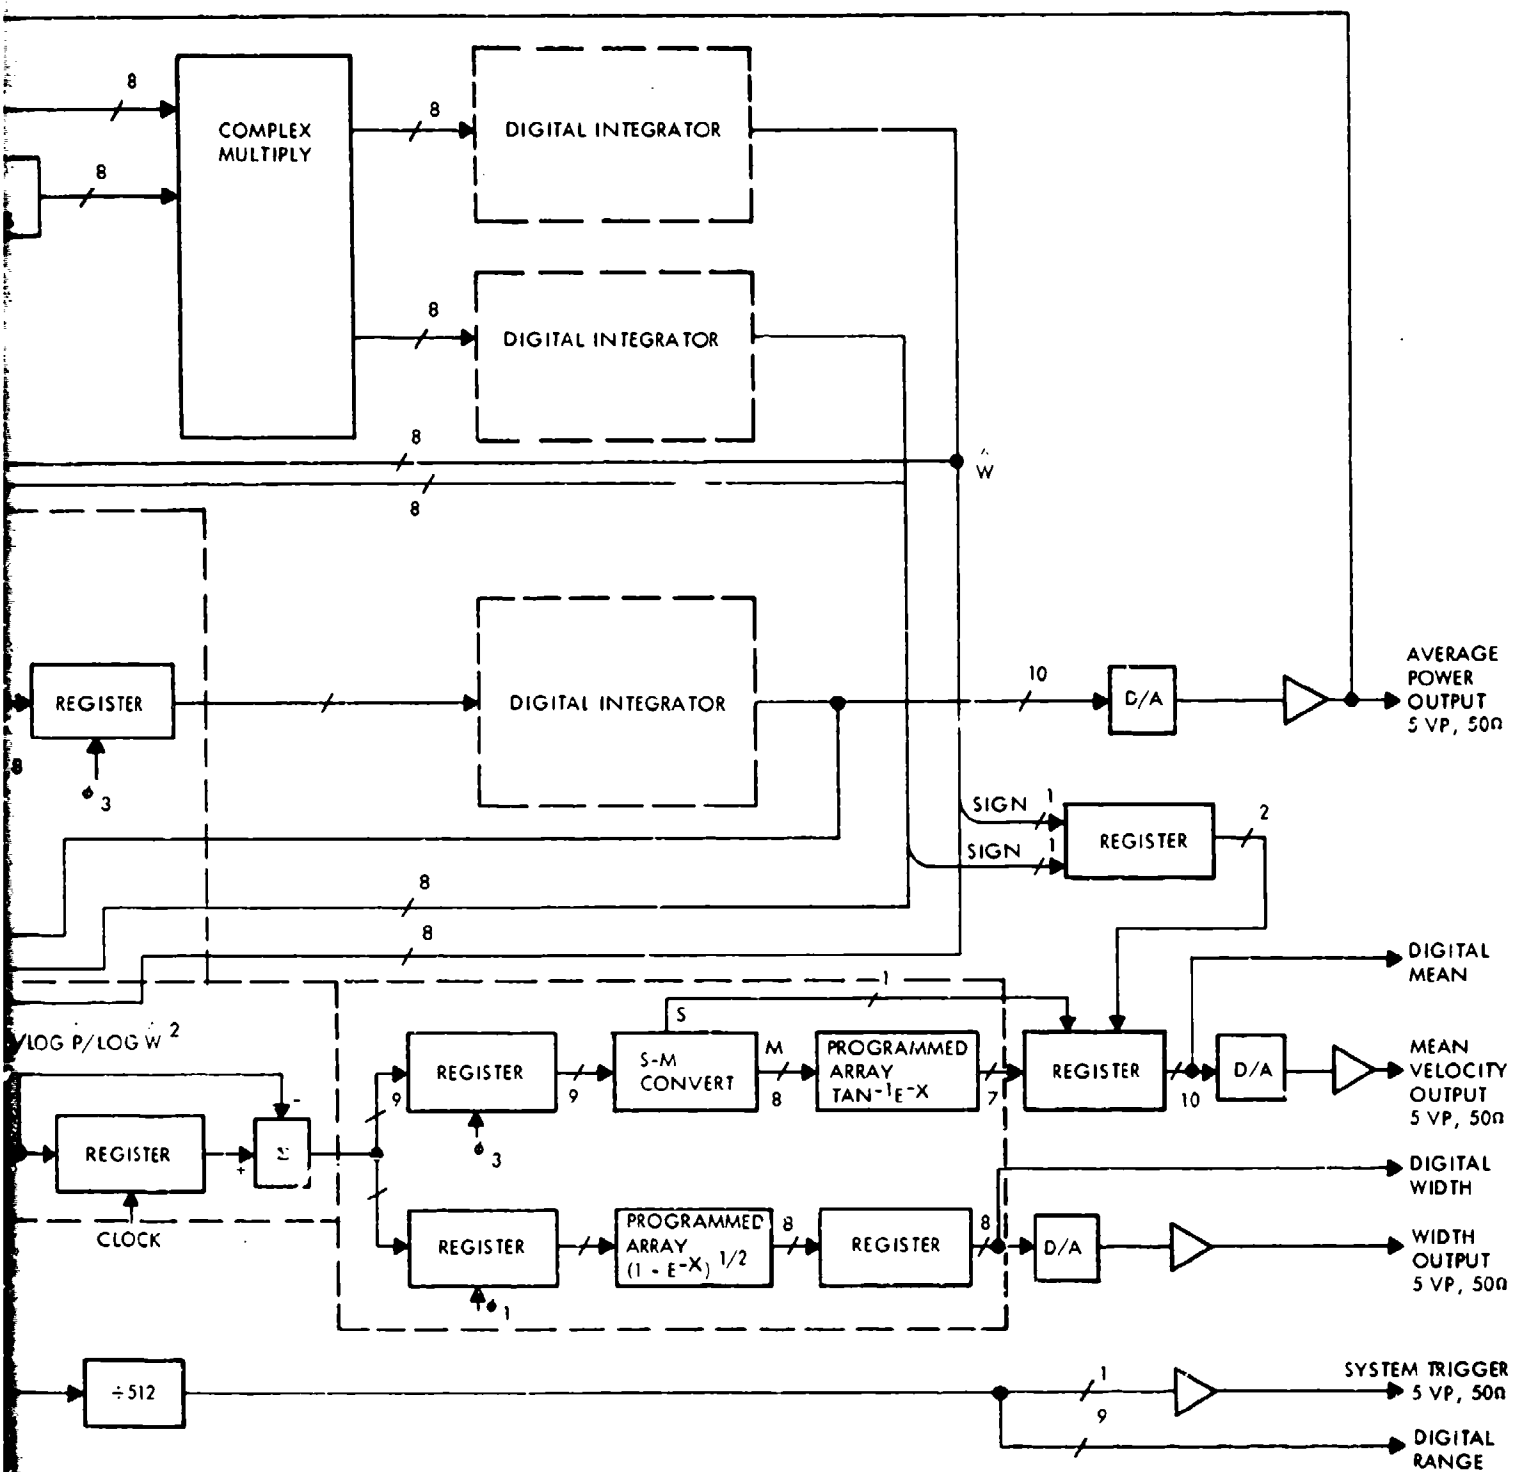 8
COMPLEX
MULTIPLY
8
DIGITAL INTEGRATOR
8
8
DIGITAL INTEGRATOR
8
Ŵ
8
REGISTER
ϕ3
8
DIGITAL INTEGRATOR
10
D/A
AVERAGE
POWER
OUTPUT
5 VP, 50Ω
SIGN 1
SIGN 1
REGISTER
2
8
8
DIGITAL
MEAN
LOG P/LOG W 2
REGISTER
CLOCK
-
+
Σ
9
REGISTER
ϕ3
9
S
1
S-M
CONVERT
M
8
PROGRAMMED
ARRAY
TAN-1E-X
7
REGISTER
10
D/A
MEAN
VELOCITY
OUTPUT
5 VP, 50Ω
REGISTER
ϕ1
PROGRAMMED
ARRAY
(1 - E-X) 1/2
8
REGISTER
8
DIGITAL
WIDTH
D/A
WIDTH
OUTPUT
5 VP, 50Ω
÷512
1
SYSTEM TRIGGER
5 VP, 50Ω
9
DIGITAL
RANGE